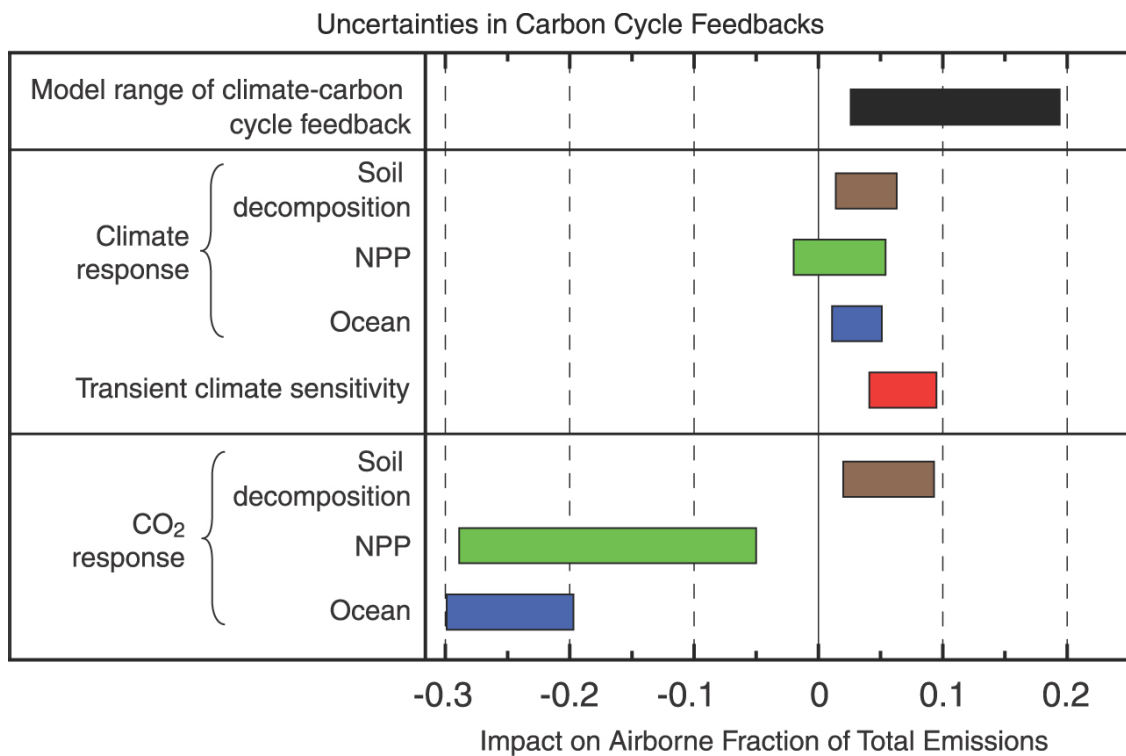 Uncertainties in Carbon Cycle Feedbacks
Model range of climate-carbon
cycle feedback
Climate
response
Soil
decomposition
NPP
Ocean
Transient climate sensitivity
CO₂
response
Soil
decomposition
NPP
Ocean
-0.3 -0.2 -0.1 0 0.1 0.2
Impact on Airborne Fraction of Total Emissions